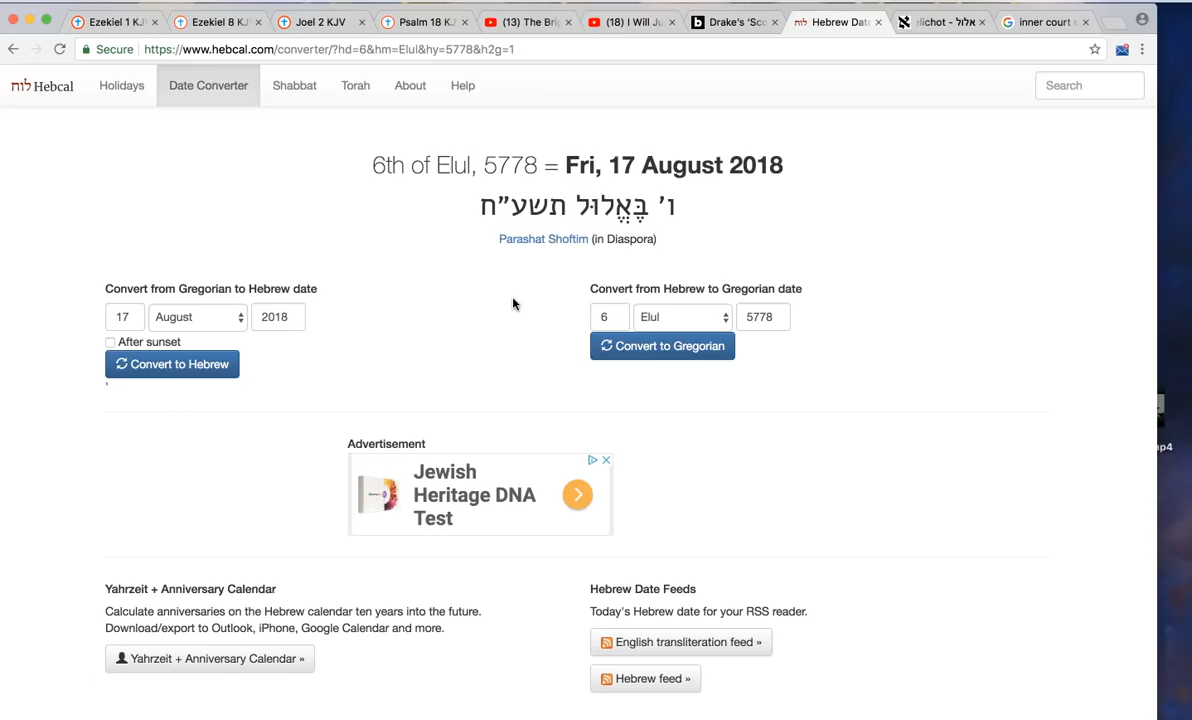 Ezekiel 1 KJ
Ezekiel 8 KJ
Joel 2 KJV
Psalm 18 KJ
(13) The Bri
(18) I Will Ju
Drake's 'Sco
Hebrew Dat
elichot - אלול
inner court
Secure https://www.hebcal.com/converter/?hd=6&hm=Elul&hy=5778&h2g=1
לוח Hebcal Holidays Date Converter Shabbat Torah About Help Search
6th of Elul, 5778 = Fri, 17 August 2018
ו׳ בֶּאֱלוּל תשע״ח
Parashat Shoftim (in Diaspora)
Convert from Gregorian to Hebrew date
17 August 2018
After sunset
Convert to Hebrew
Convert from Hebrew to Gregorian date
6 Elul 5778
Convert to Gregorian
Advertisement
Jewish
Heritage DNA
Test
Yahrzeit + Anniversary Calendar
Calculate anniversaries on the Hebrew calendar ten years into the future.
Download/export to Outlook, iPhone, Google Calendar and more.
Yahrzeit + Anniversary Calendar »
Hebrew Date Feeds
Today's Hebrew date for your RSS reader.
English transliteration feed »
Hebrew feed »
mp4